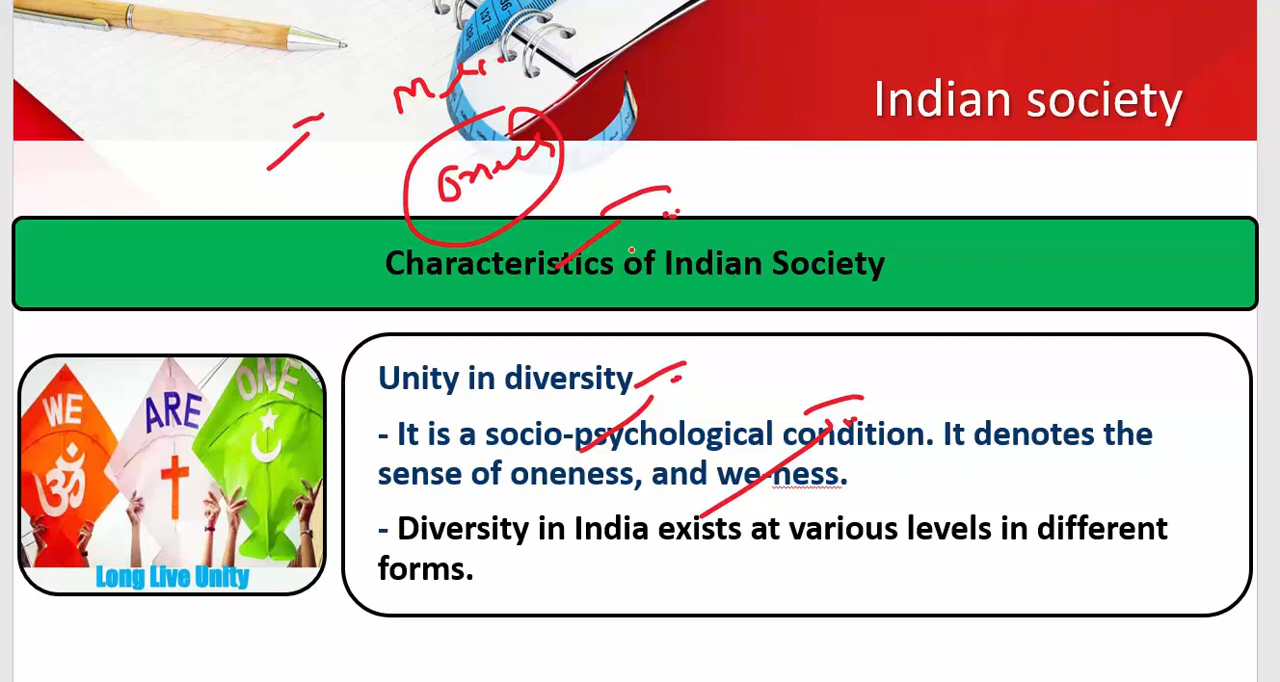 Indian society
Characteristics of Indian Society
WE
ARE
ONE
Long Live Unity
Unity in diversity
- It is a socio-psychological condition. It denotes the
sense of oneness, and we-ness.
- Diversity in India exists at various levels in different
forms.